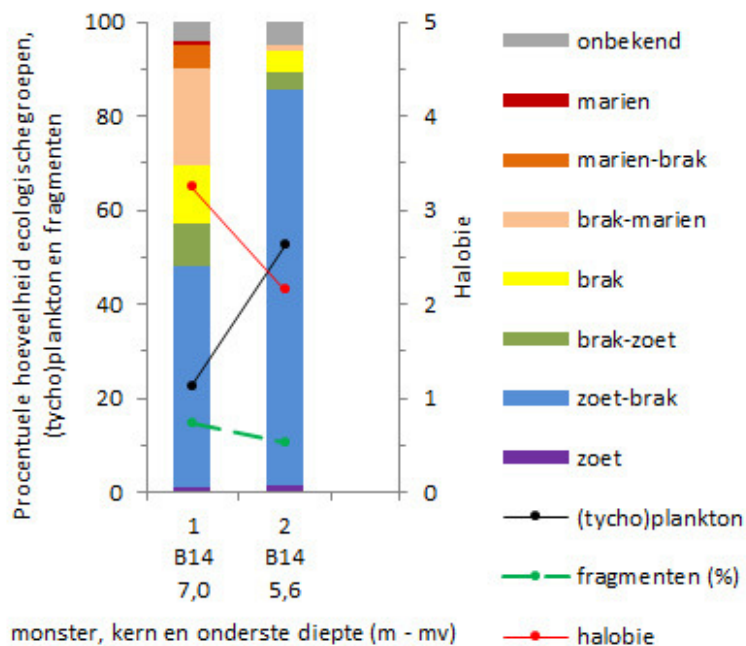 Procentuele hoeveelheid ecologischegroepen,
(tycho)plankton en fragmenten
100
80
60
40
20
0
5
4
3
2
1
0
Halobie
1
2
B14
B14
7,0
5,6
monster, kern en onderste diepte (m - mv)
onbekend
marien
marien-brak
brak-marien
brak
brak-zoet
zoet-brak
zoet
(tycho)plankton
fragmenten (%)
halobie